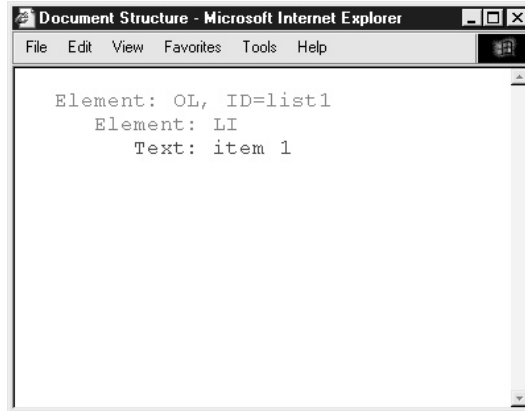 Document Structure - Microsoft Internet Explorer
File Edit View Favorites Tools Help
Element: OL, ID=list1
Element: LI
Text: item 1